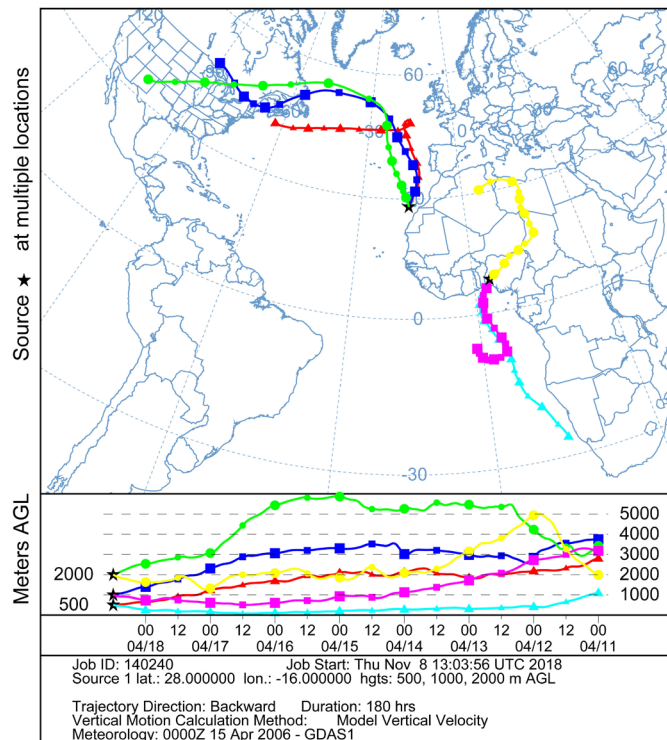 Source ★ at multiple locations
60
60
30
0
-30
0
-30
Meters AGL
2000
1000
500
5000
4000
3000
2000
1000
00 12 00 12 00 12 00 12 00 12 00 12 00 12 00
04/18 04/17 04/16 04/15 04/14 04/13 04/12 04/11
Job ID: 140240 Job Start: Thu Nov 8 13:03:56 UTC 2018
Source 1 lat.: 28.000000 lon.: -16.000000 hgts: 500, 1000, 2000 m AGL
Trajectory Direction: Backward Duration: 180 hrs
Vertical Motion Calculation Method: Model Vertical Velocity
Meteorology: 0000Z 15 Apr 2006 - GDAS1